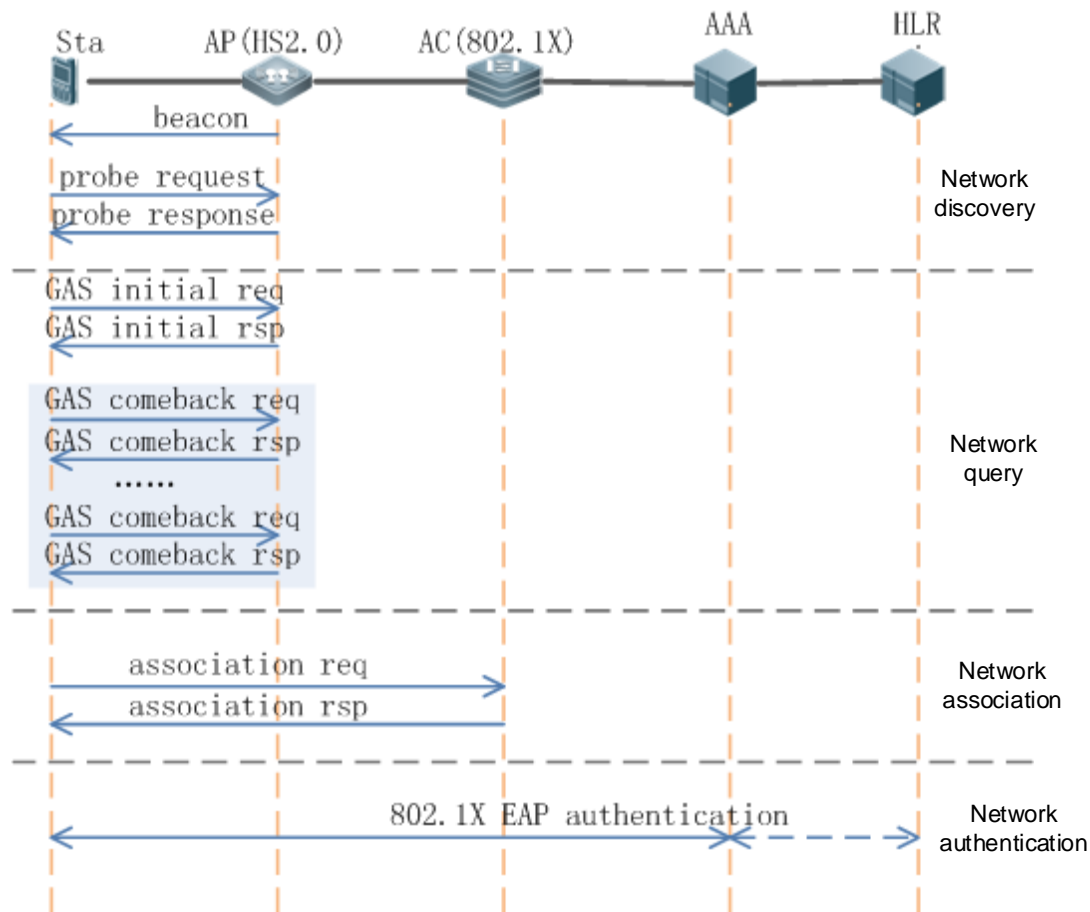 Sta
AP(HS2.0)
AC(802.1X)
AAA
HLR
beacon
probe request
probe response
Network
discovery
GAS initial req
GAS initial rsp
GAS comeback req
GAS comeback rsp
......
GAS comeback req
GAS comeback rsp
Network
query
association req
association rsp
Network
association
802.1X EAP authentication
Network
authentication